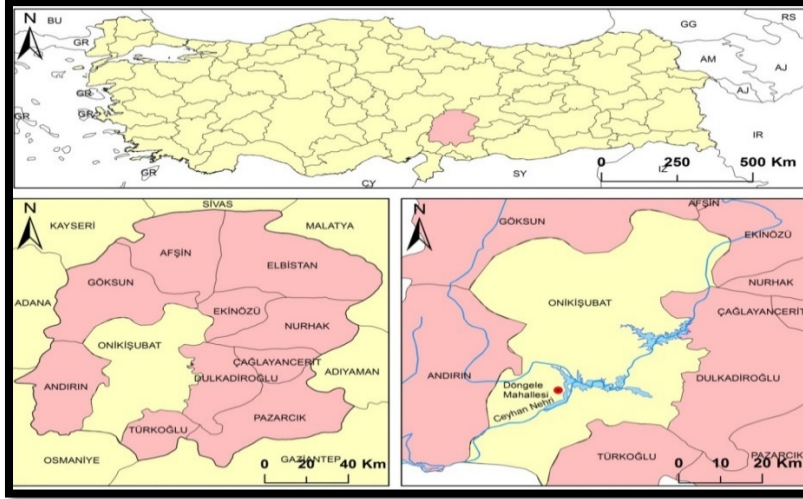 BU
GG
RS
N
GR
AM
AJ
AJ
GR
GR
GR
IR
GR
CY
SY
IZ
0 250 500 Km
N
KAYSERİ
SİVAS
MALATYA
AFŞİN
ELBİSTAN
GÖKSUN
ADANA
EKİNÖZÜ
NURHAK
ONİKİŞUBAT
ÇAĞLAYANCERİT
ADIYAMAN
DULKADİROĞLU
ANDIRIN
PAZARCIK
TÜRKOĞLU
OSMANİYE
GAZİANTEP
0 20 40 Km
N
AFŞİN
GÖKSUN
EKİNÖZÜ
NURHAK
ONİKİŞUBAT
ÇAĞLAYANCERİT
ANDIRIN
DULKADİROĞLU
Döngele
Mahallesi
Ceyhan Nehri
TÜRKOĞLU
PAZARCIK
0 10 20 Km